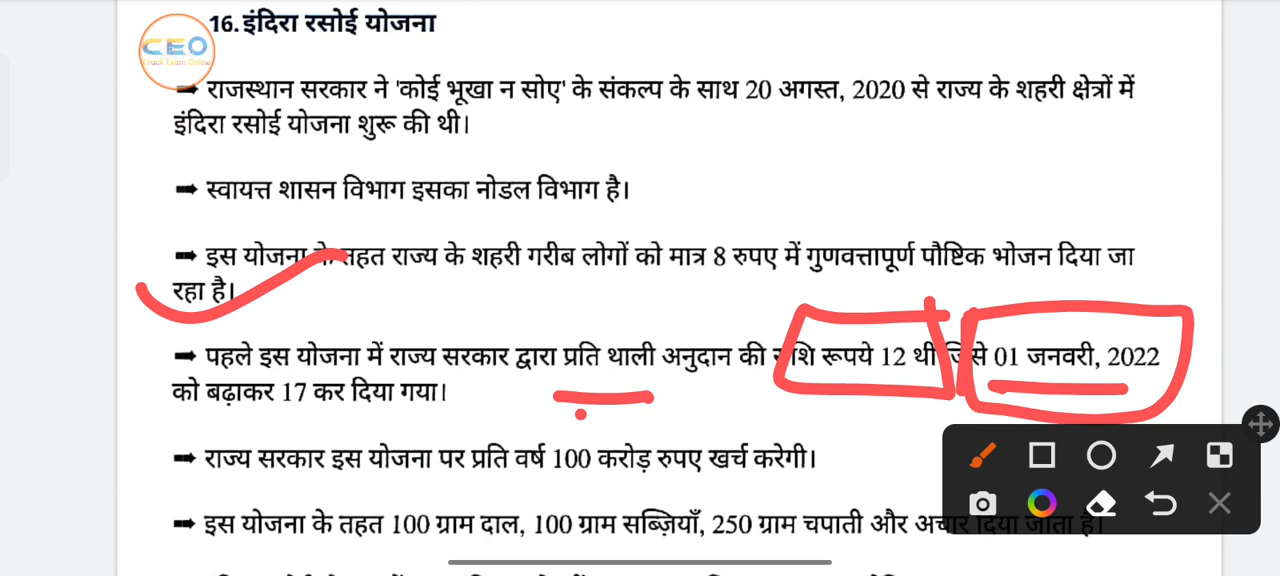 16. इंदिरा रसोई योजना
CEO
Crack Exam Online
➡ राजस्थान सरकार ने 'कोई भूखा न सोए' के संकल्प के साथ 20 अगस्त, 2020 से राज्य के शहरी क्षेत्रों में
इंदिरा रसोई योजना शुरू की थी।
➡ स्वायत्त शासन विभाग इसका नोडल विभाग है।
➡ इस योजना के तहत राज्य के शहरी गरीब लोगों को मात्र 8 रुपए में गुणवत्तापूर्ण पौष्टिक भोजन दिया जा
रहा है।
➡ पहले इस योजना में राज्य सरकार द्वारा प्रति थाली अनुदान की राशि रूपये 12 थी जिसे 01 जनवरी, 2022
को बढ़ाकर 17 कर दिया गया।
➡ राज्य सरकार इस योजना पर प्रति वर्ष 100 करोड़ रुपए खर्च करेगी।
➡ इस योजना के तहत 100 ग्राम दाल, 100 ग्राम सब्ज़ियाँ, 250 ग्राम चपाती और अचार दिया जाता है।